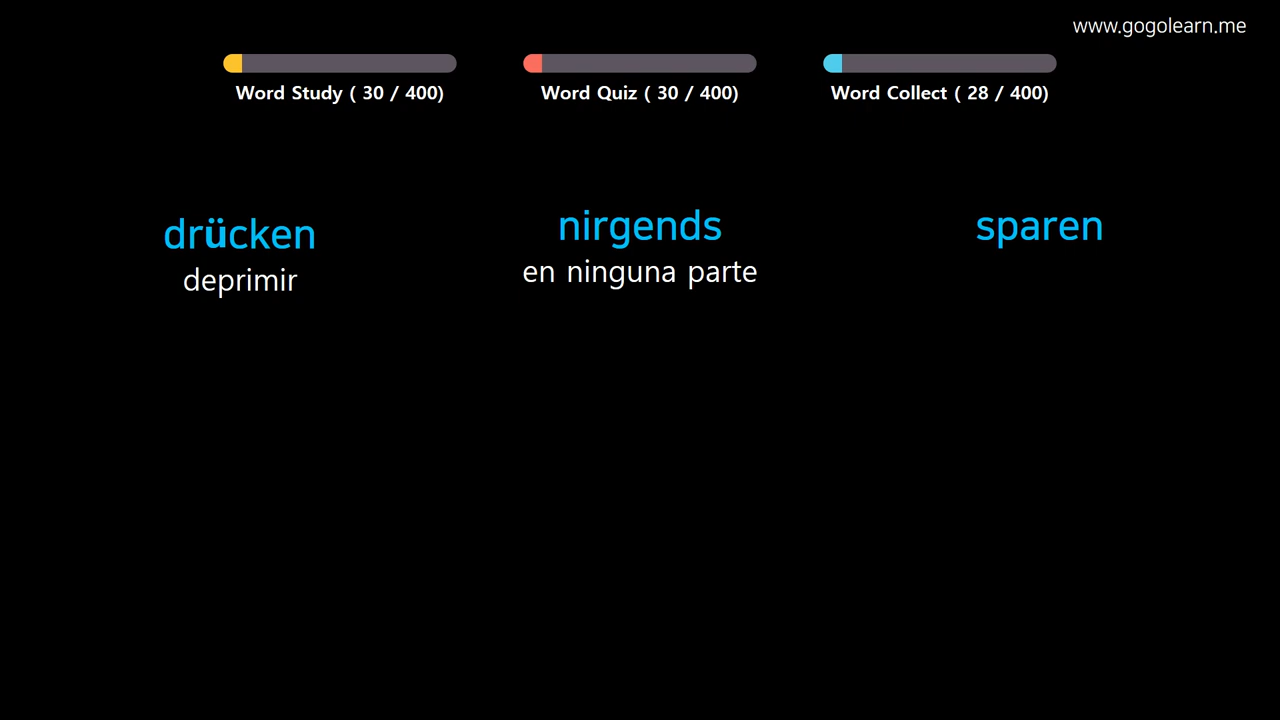 www.gogolearn.me
Word Study ( 30 / 400)
Word Quiz ( 30 / 400)
Word Collect ( 28 / 400)
drücken
deprimir
nirgends
en ninguna parte
sparen